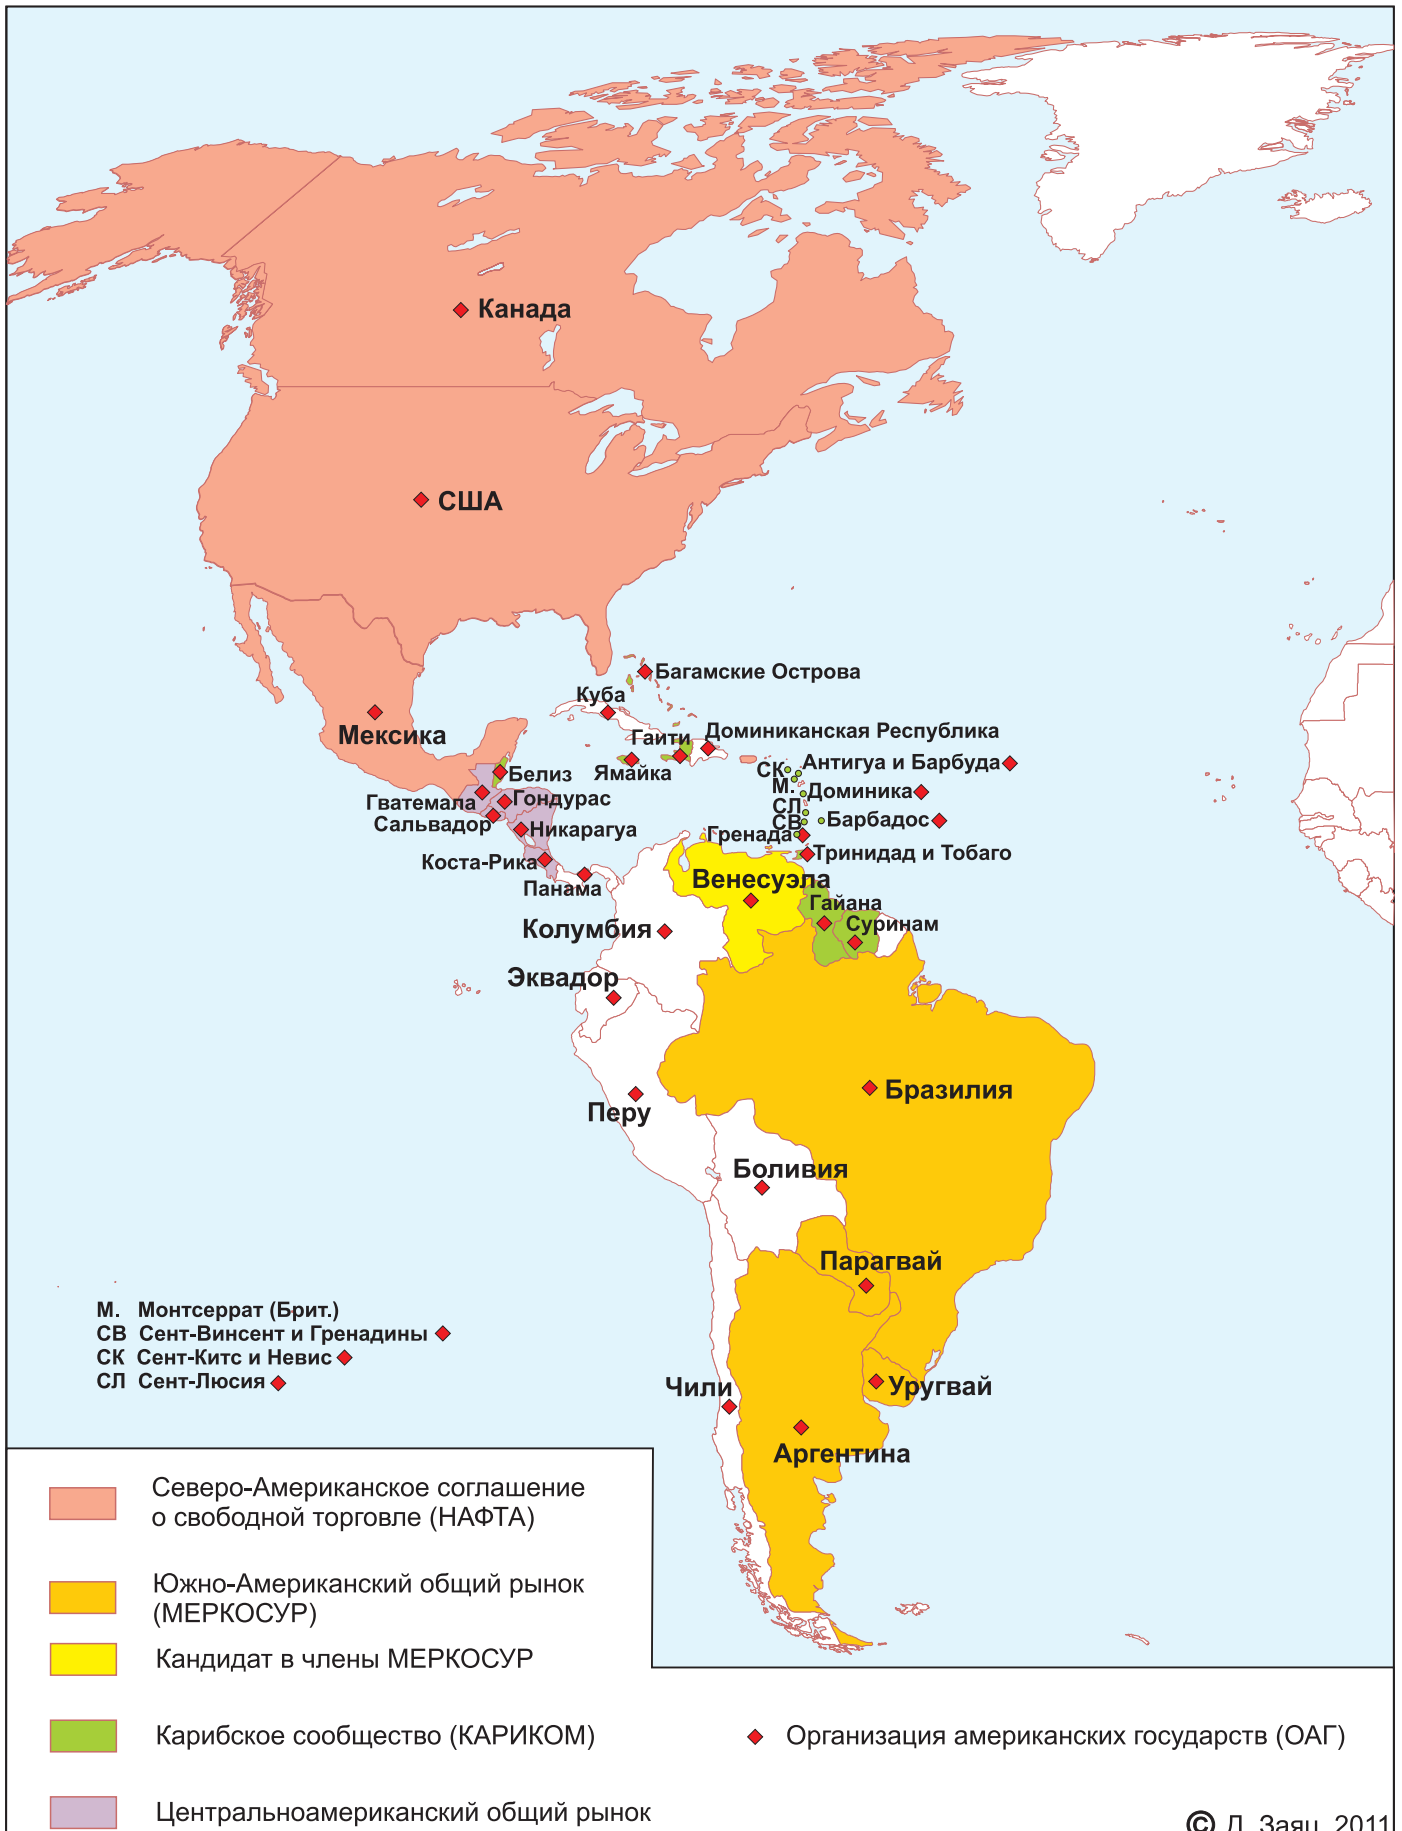 Канада
США
Багамские Острова
Куба
Мексика
Доминиканская Республика
Гаити
Ямайка
СК
Антигуа и Барбуда
Белиз
М.
Доминика
Гватемала
Гондурас
СЛ
Сальвадор
СВ
Барбадос
Никарагуа
Гренада
Коста-Рика
Тринидад и Тобаго
Панама
Венесуэла
Гайана
Колумбия
Суринам
Эквадор
Бразилия
Перу
Боливия
Парагвай
М. Монтсеррат (Брит.)
СВ Сент-Винсент и Гренадины
СК Сент-Китс и Невис
СЛ Сент-Люсия
Чили
Уругвай
Аргентина
Северо-Американское соглашение
о свободной торговле (НАФТА)
Южно-Американский общий рынок
(МЕРКОСУР)
Кандидат в члены МЕРКОСУР
Карибское сообщество (КАРИКОМ)
Организация американских государств (ОАГ)
Центральноамериканский общий рынок
© Д. Заяц, 2011